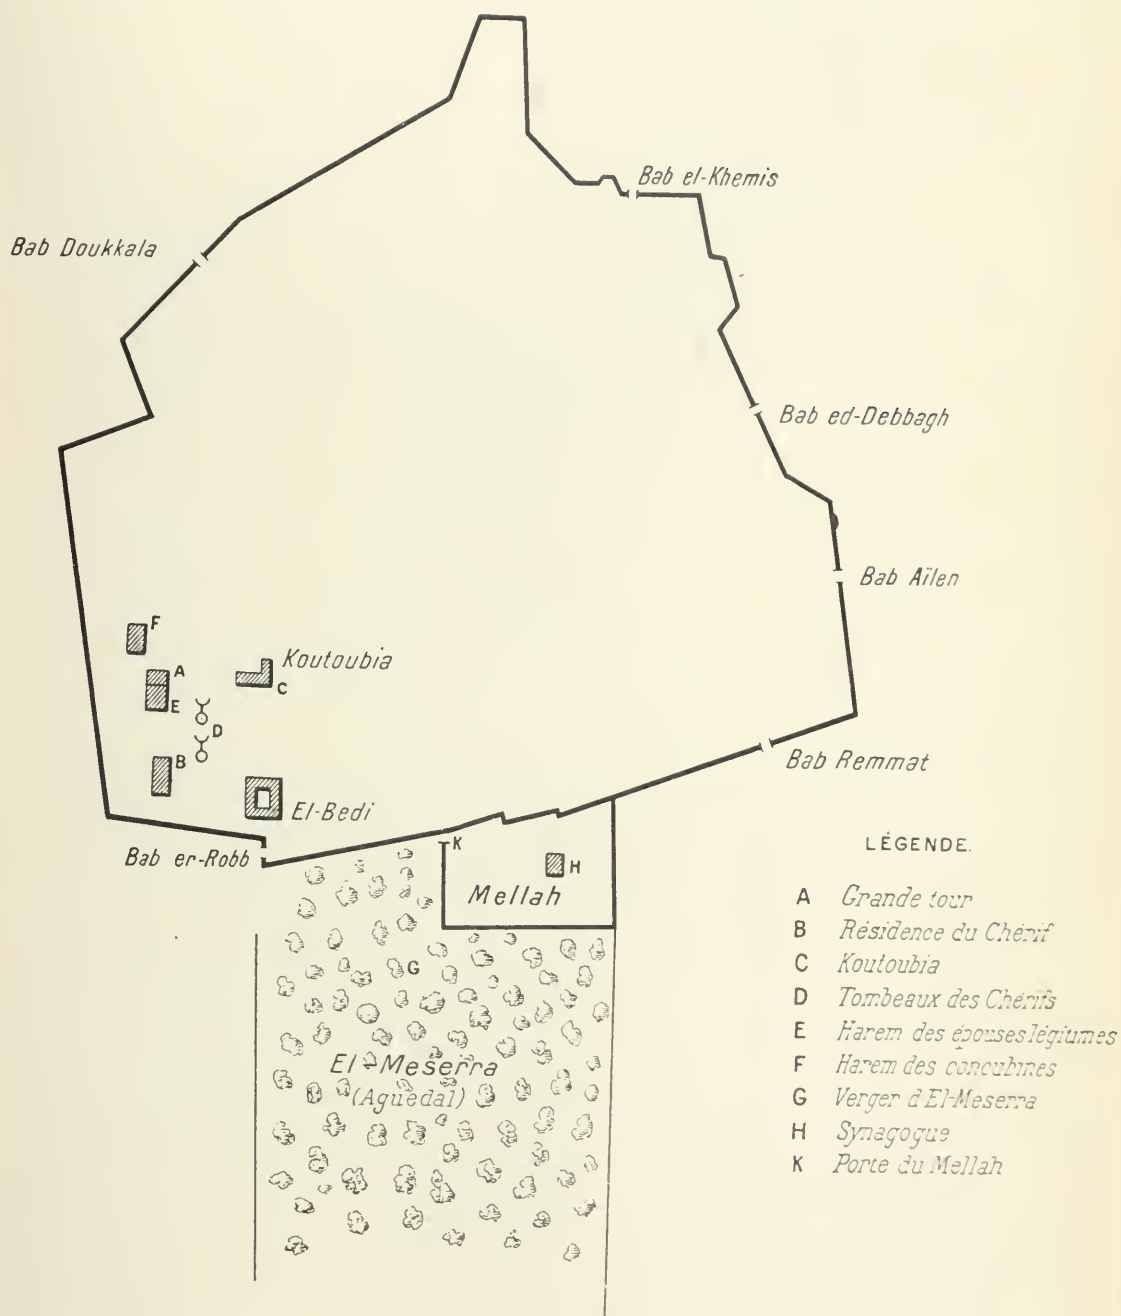 Bab el-Khemis
Bab Doukkala
Bab ed-Debbagh
Bab Aïlen
F
Koutoubia
A
C
E
D
B
Bab Remmat
El-Bedi
Bab er-Robb
K
H
Mellah
G
El-Meserra
(Aguedal)
LÉGENDE.
A Grande tour
B Résidence du Chérif
C Koutoubia
D Tombeaux des Chérifs
E Harem des épouses légitimes
F Harem des concubines
G Verger d'El-Meserra
H Synagogue
K Porte du Mellah